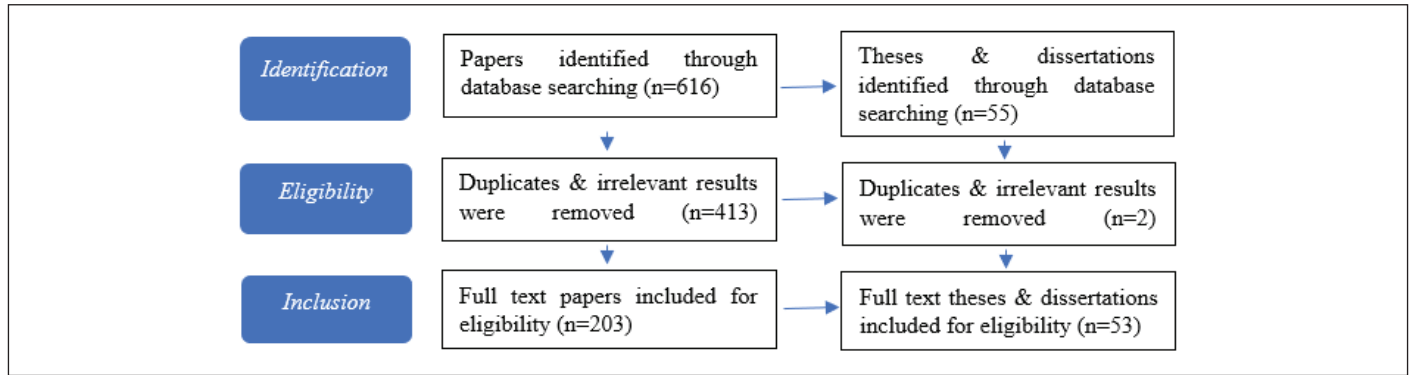 Identification
Papers identified through
database searching (n=616)
Theses & dissertations
identified through database
searching (n=55)
Eligibility
Duplicates & irrelevant results
were removed (n=413)
Duplicates & irrelevant results
were removed (n=2)
Inclusion
Full text papers included for
eligibility (n=203)
Full text theses & dissertations
included for eligibility (n=53)